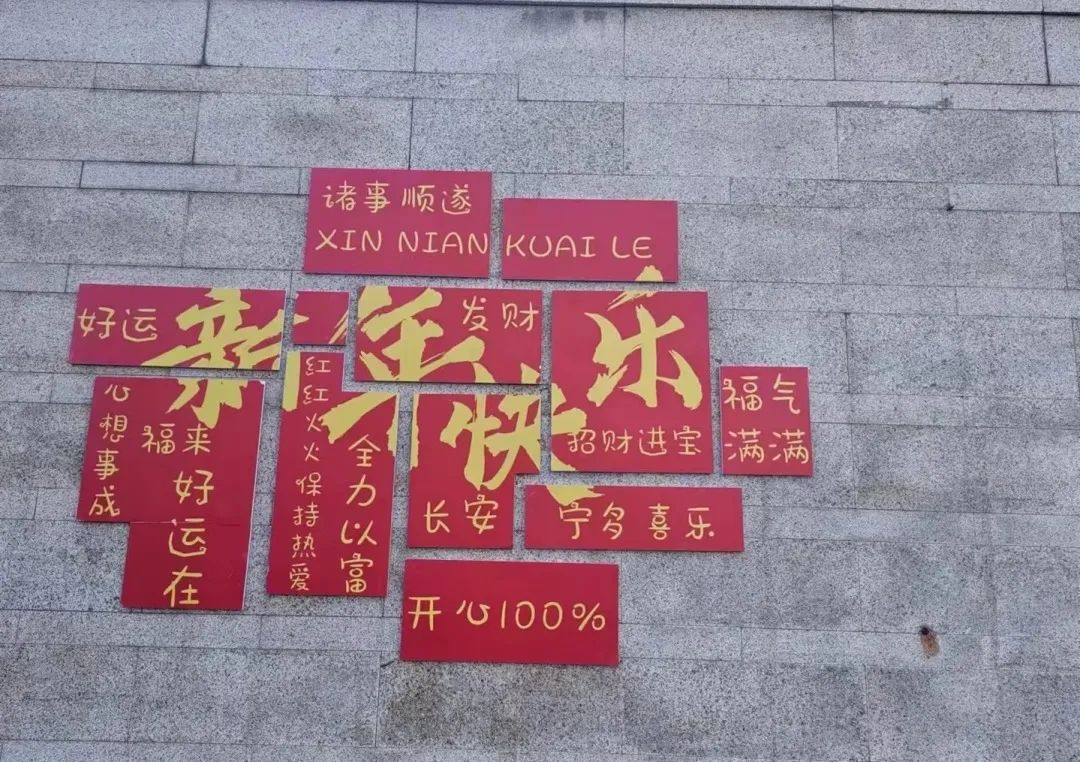 诸事顺遂
XIN NIAN KUAI LE
好运
新年快乐
发财
心想事成
福来
好运在
红红火火保持热爱
全力以富
长安
招财进宝
福气
满满
宁多喜乐
开心100%